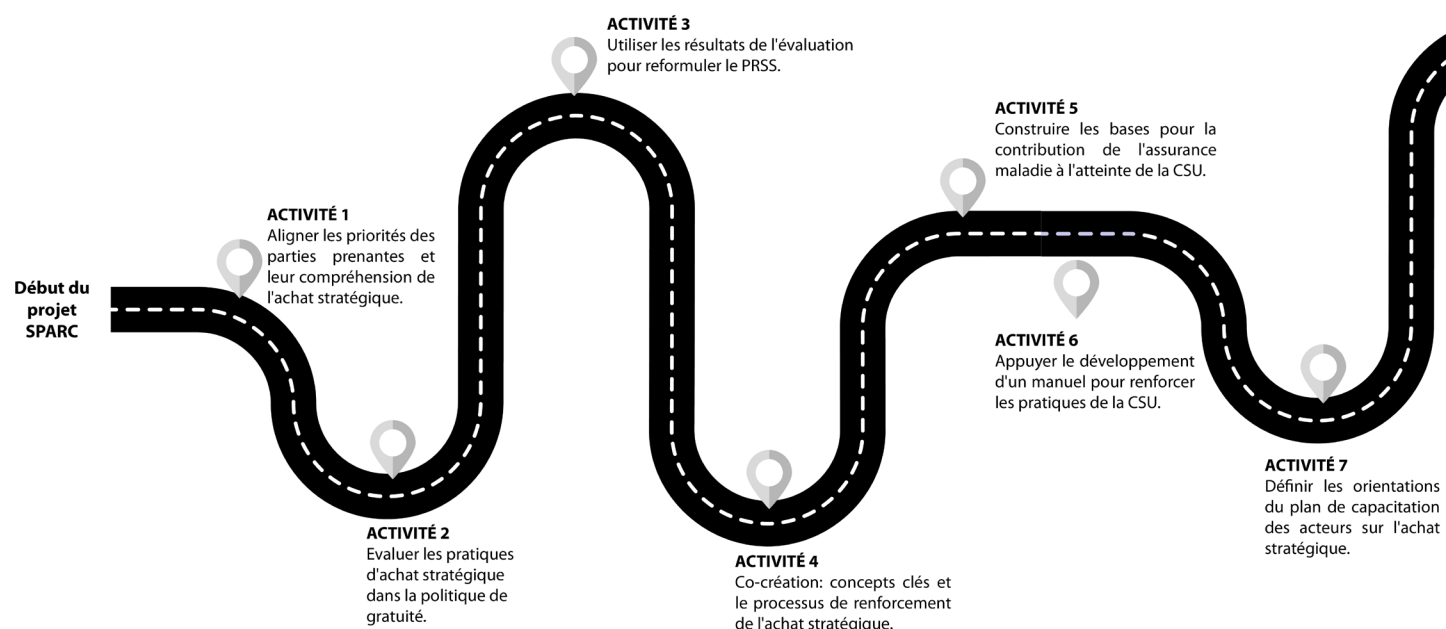 Début du
projet
SPARC
ACTIVITÉ 1
Aligner les priorités des
parties prenantes et
leur compréhension de
l'achat stratégique.
ACTIVITÉ 2
Evaluer les pratiques
d'achat stratégique
dans la politique de
gratuité.
ACTIVITÉ 3
Utiliser les résultats de l'évaluation
pour reformuler le PRSS.
ACTIVITÉ 4
Co-création: concepts clés et
le processus de renforcement
de l'achat stratégique.
ACTIVITÉ 5
Construire les bases pour la
contribution de l'assurance
maladie à l'atteinte de la CSU.
ACTIVITÉ 6
Appuyer le développement
d'un manuel pour renforcer
les pratiques de la CSU.
ACTIVITÉ 7
Définir les orientations
du plan de capacitation
des acteurs sur l'achat
stratégique.